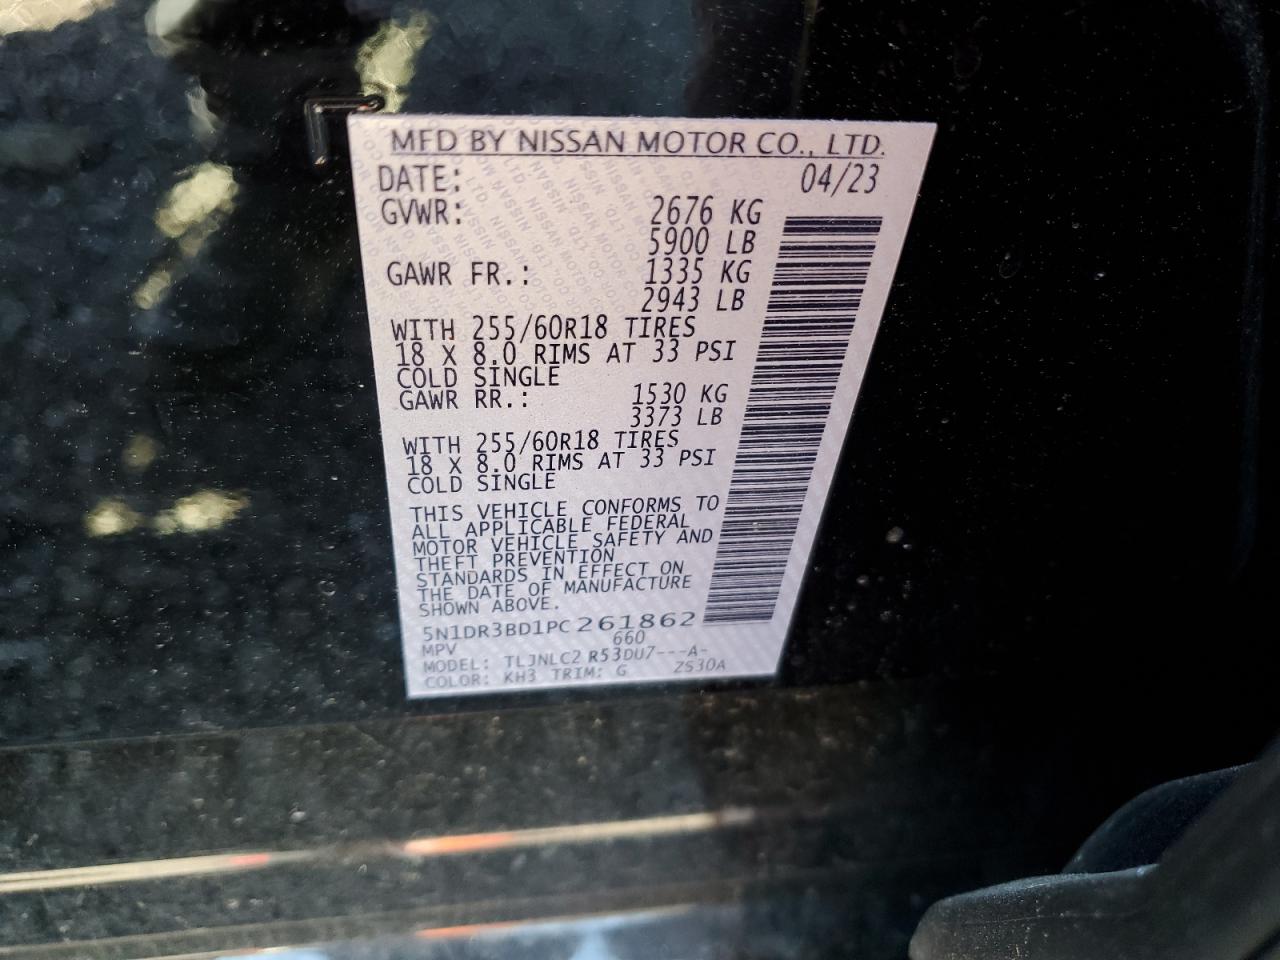 MFD BY NISSAN MOTOR CO., LTD.
DATE: 04/23
GVWR: 2676 KG
5900 LB
GAWR FR.: 1335 KG
2943 LB
WITH 255/60R18 TIRES
18 X 8.0 RIMS AT 33 PSI
COLD SINGLE
GAWR RR.: 1530 KG
3373 LB
WITH 255/60R18 TIRES
18 X 8.0 RIMS AT 33 PSI
COLD SINGLE
THIS VEHICLE CONFORMS TO
ALL APPLICABLE FEDERAL
MOTOR VEHICLE SAFETY AND
THEFT PREVENTION
STANDARDS IN EFFECT ON
THE DATE OF MANUFACTURE
SHOWN ABOVE.
5N1DR3BD1PC261862
MPV 660
MODEL: TLJNLC2 R53DU7---A-
COLOR: KH3 TRIM: G ZS30A